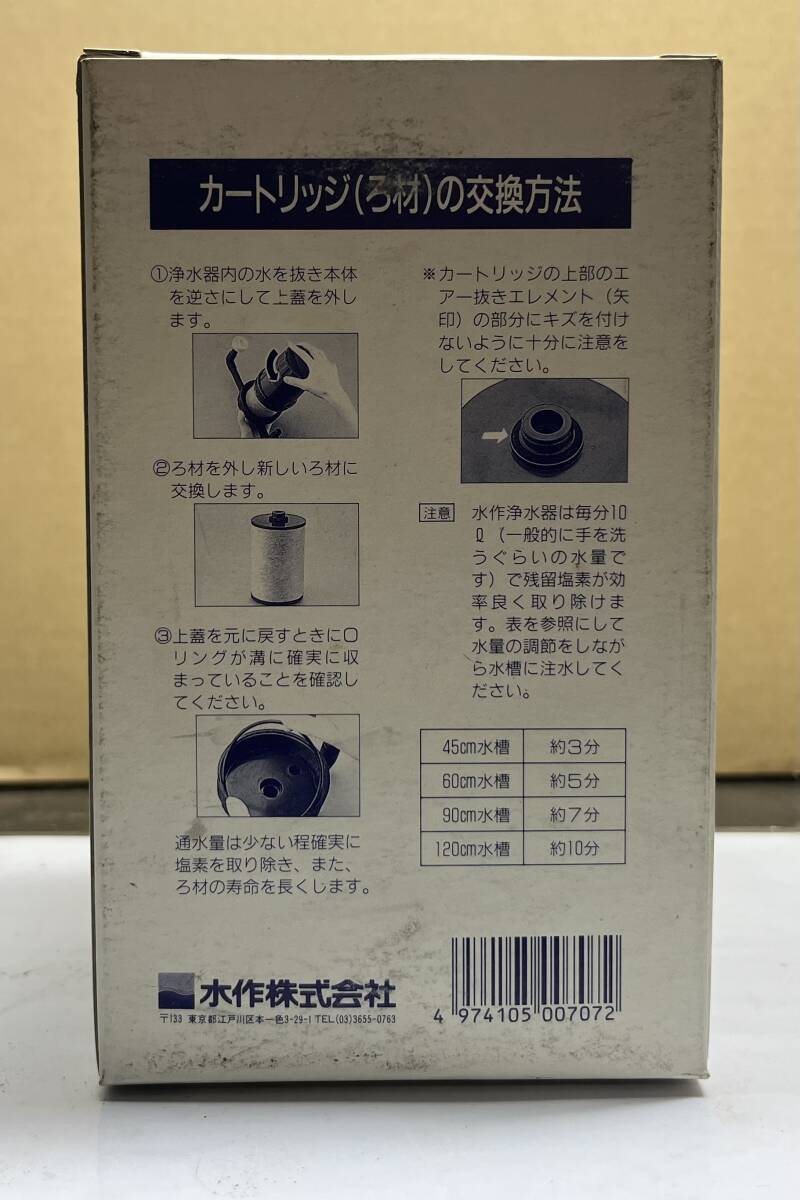 カートリッジ(ろ材)の交換方法
①浄水器内の水を抜き本体
を逆さにして上蓋を外し
ます。
②ろ材を外し新しいろ材に
交換します。
③上蓋を元に戻すときにO
リングが溝に確実に収
まっていることを確認し
てください。
通水量は少ない程確実に
塩素を取り除き、また、
ろ材の寿命を長くします。
※カートリッジの上部のエ
アー抜きエレメント(矢
印)の部分にキズを付け
ないように十分に注意を
してください。
注意 水作浄水器は毎分10
ℓ(一般的に手を洗
うぐらいの水量で
す)で残留塩素が効
率良く取り除けま
す。表を参照にして
水量の調節をしなが
ら水槽に注水してく
ださい。
45cm水槽 約3分
60cm水槽 約5分
90cm水槽 約7分
120cm水槽 約10分
水作株式会社
〒133 東京都江戸川区本一色3-29-1 TEL(03)3655-0763
4 974105 007072